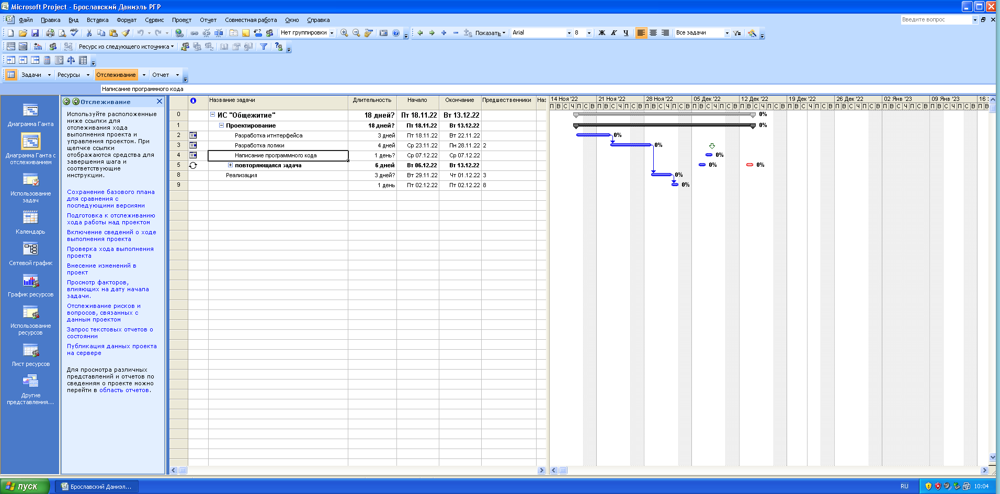 Microsoft Project - Брославский Даниэль РГР
Файл Правка Вид Вставка Формат Сервис Проект Отчет Совместная работа Окно Справка
Введите вопрос
Нет группировки
Показать Arial 8 Ж К Ч Все задачи
Ресурс из следующего источника
Задачи Ресурсы Отслеживание Отчет
Написание программного кода
Диаграмма Ганта
Диаграмма Ганта с
отслеживанием
Использование
задач
Календарь
Сетевой график
График ресурсов
Использование
ресурсов
Лист ресурсов
Другие
представления...
Отслеживание
Используйте расположенные
ниже ссылки для
отслеживания хода
выполнения проекта и
управления проектом. При
щелчке ссылки
отображаются средства для
завершения шага и
соответствующие
инструкции.
Сохранение базового плана
для сравнения с
последующими версиями
Подготовка к отслеживанию
хода работы над проектом
Включение сведений о ходе
выполнения проекта
Проверка хода выполнения
проекта
Внесение изменений в
проект
Просмотр факторов,
влияющих на дату начала
задачи.
Отслеживание рисков и
вопросов, связанных с
данным проектом
Запрос текстовых отчетов о
состоянии
Публикация данных проекта
на сервере
Для просмотра различных
представлений и отчетов по
сведениям о проекте можно
перейти в область отчетов.
Название задачи Длительность Начало Окончание Предшественники Наз
0 ИС "Общежитие" 18 дней? Пт 18.11.22 Вт 13.12.22
1 Проектирование 18 дней? Пт 18.11.22 Вт 13.12.22
2 Разработка итнтерфейса 3 дней Пт 18.11.22 Вт 22.11.22
3 Разработка логики 4 дней Ср 23.11.22 Пн 28.11.22 2
4 Написание программного кода 1 день? Ср 07.12.22 Ср 07.12.22
5 повторяющаяся задача 6 дней Вт 06.12.22 Вт 13.12.22
8 Реализация 3 дней? Вт 29.11.22 Чт 01.12.22 3
9 1 день Пт 02.12.22 Пт 02.12.22 8
14 Ноя '22 21 Ноя '22 28 Ноя '22 05 Дек '22 12 Дек '22 19 Дек '22 26 Дек '22 02 Янв '23 09 Янв '23 16
П В С Ч П С В П В С Ч П С В П В С Ч П С В П В С Ч П С В П В С Ч П С В П В С Ч П С В П В С Ч П С В П В С Ч П С В П В С Ч П С В П В
0%
0%
0%
0%
0%
0% 0%
0%
0%
пуск Брославский Даниэл... RU 10:04